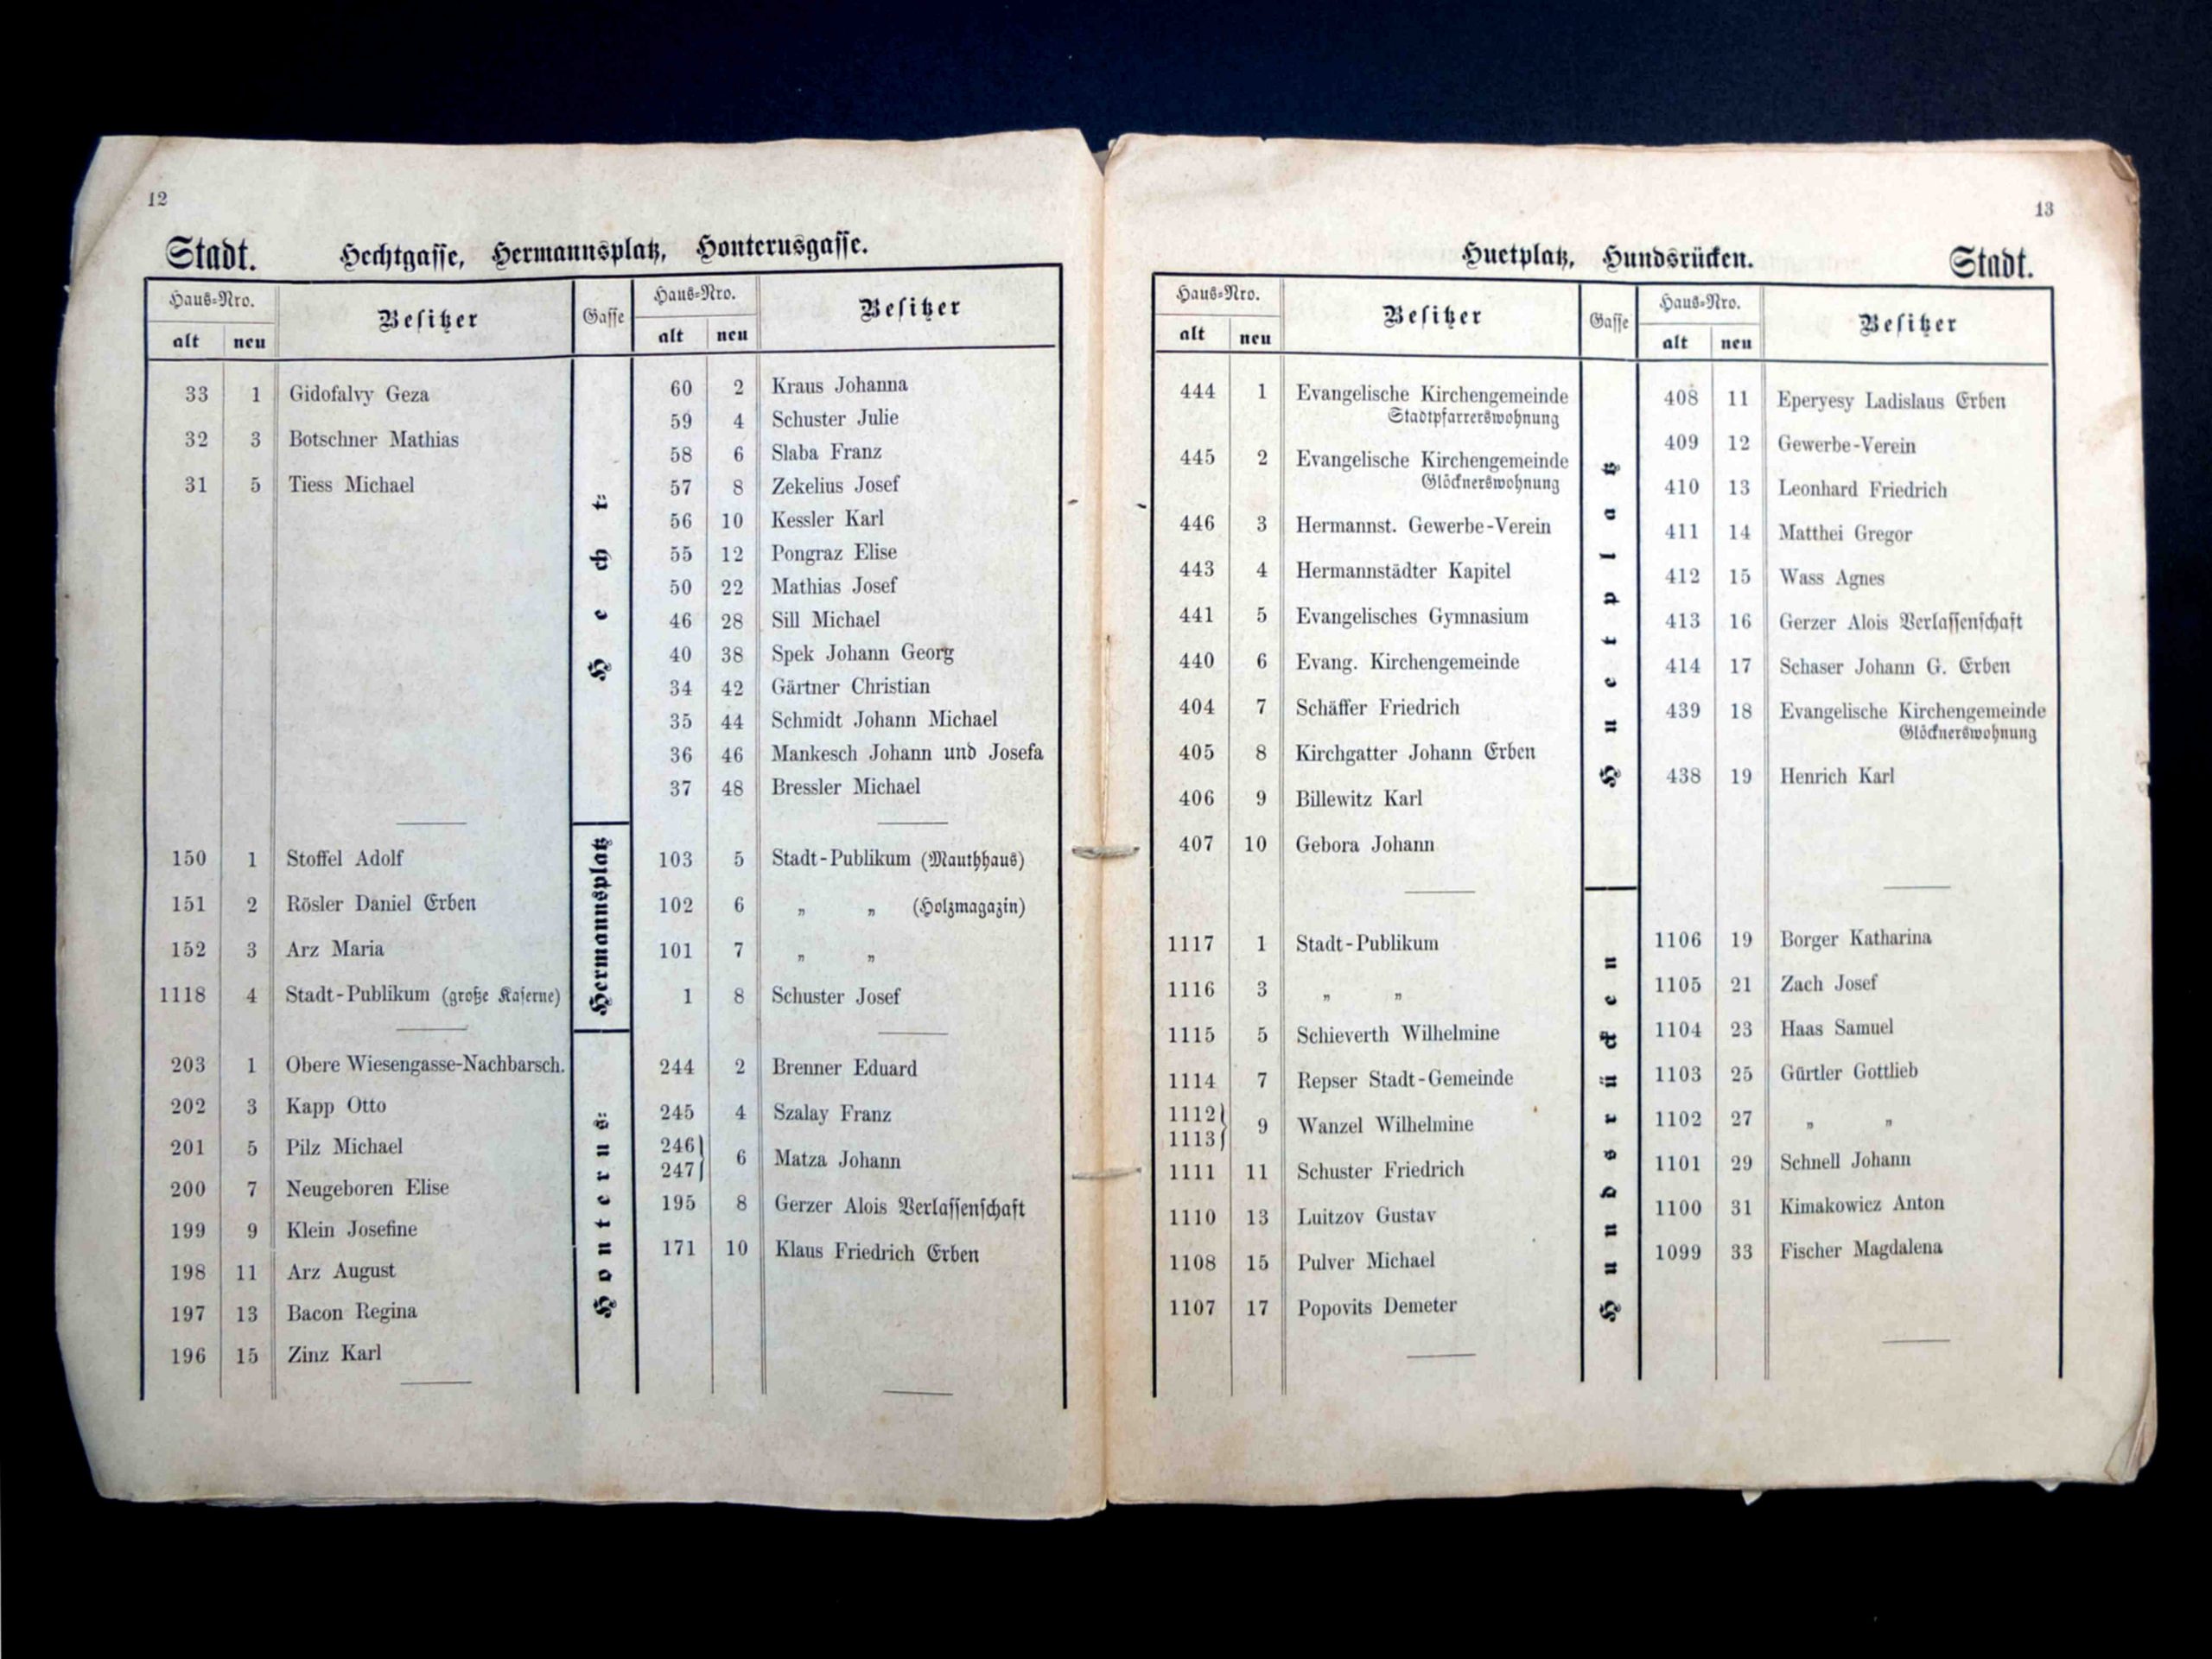 12
Stadt. Hechtgasse, Hermannsplatz, Honterusgasse.
Haus-Nro. Besitzer Gasse Haus-Nro. Besitzer
alt neu alt neu
Hecht-
33 1 Gidofalvy Geza
32 3 Botschner Mathias
31 5 Tiess Michael
60 2 Kraus Johanna
59 4 Schuster Julie
58 6 Slaba Franz
57 8 Zekelius Josef
56 10 Kessler Karl
55 12 Pongraz Elise
50 22 Mathias Josef
46 28 Sill Michael
40 38 Spek Johann Georg
34 42 Gärtner Christian
35 44 Schmidt Johann Michael
36 46 Mankesch Johann und Josefa
37 48 Bressler Michael
Hermannsplatz
150 1 Stoffel Adolf
151 2 Rösler Daniel Erben
152 3 Arz Maria
1118 4 Stadt-Publikum (große Kaserne)
103 5 Stadt-Publikum (Mauthhaus)
102 6 „ „ (Holzmagazin)
101 7 „ „
1 8 Schuster Josef
Honterus-
203 1 Obere Wiesengasse-Nachbarsch.
202 3 Kapp Otto
201 5 Pilz Michael
200 7 Neugeboren Elise
199 9 Klein Josefine
198 11 Arz August
197 13 Bacon Regina
196 15 Zinz Karl
244 2 Brenner Eduard
245 4 Szalay Franz
246}
247} 6 Matza Johann
195 8 Gerzer Alois Verlassenschaft
171 10 Klaus Friedrich Erben
13
Huetplatz, Hundsrücken. Stadt.
Haus-Nro. Besitzer Gasse Haus-Nro. Besitzer
alt neu alt neu
Huetplatz
444 1 Evangelische Kirchengemeinde
Stadtpfarrerswohnung
445 2 Evangelische Kirchengemeinde
Glöcknerswohnung
446 3 Hermannst. Gewerbe-Verein
443 4 Hermannstädter Kapitel
441 5 Evangelisches Gymnasium
440 6 Evang. Kirchengemeinde
404 7 Schäffer Friedrich
405 8 Kirchgatter Johann Erben
406 9 Billewitz Karl
407 10 Gebora Johann
408 11 Eperyesy Ladislaus Erben
409 12 Gewerbe-Verein
410 13 Leonhard Friedrich
411 14 Matthei Gregor
412 15 Wass Agnes
413 16 Gerzer Alois Verlassenschaft
414 17 Schaser Johann G. Erben
439 18 Evangelische Kirchengemeinde
Glöcknerswohnung
438 19 Henrich Karl
Hundsrücken
1117 1 Stadt-Publikum
1116 3 „ „
1115 5 Schieverth Wilhelmine
1114 7 Repser Stadt-Gemeinde
1112}
1113} 9 Wanzel Wilhelmine
1111 11 Schuster Friedrich
1110 13 Luitzov Gustav
1108 15 Pulver Michael
1107 17 Popovits Demeter
1106 19 Borger Katharina
1105 21 Zach Josef
1104 23 Haas Samuel
1103 25 Gürtler Gottlieb
1102 27 „ „
1101 29 Schnell Johann
1100 31 Kimakowicz Anton
1099 33 Fischer Magdalena